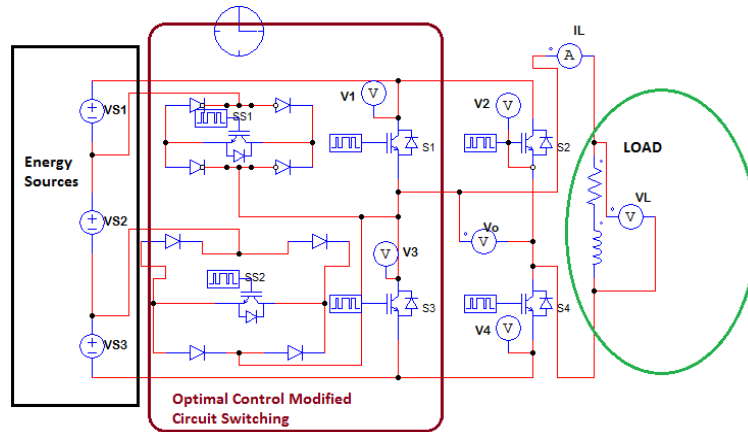 IL
A
VS1
V1
V
V2
V
SS1
S1
S2
LOAD
Energy
Sources
VL
V
VS2
Vo
V
V3
V
SS2
S3
S4
VS3
V4
V
Optimal Control Modified
Circuit Switching